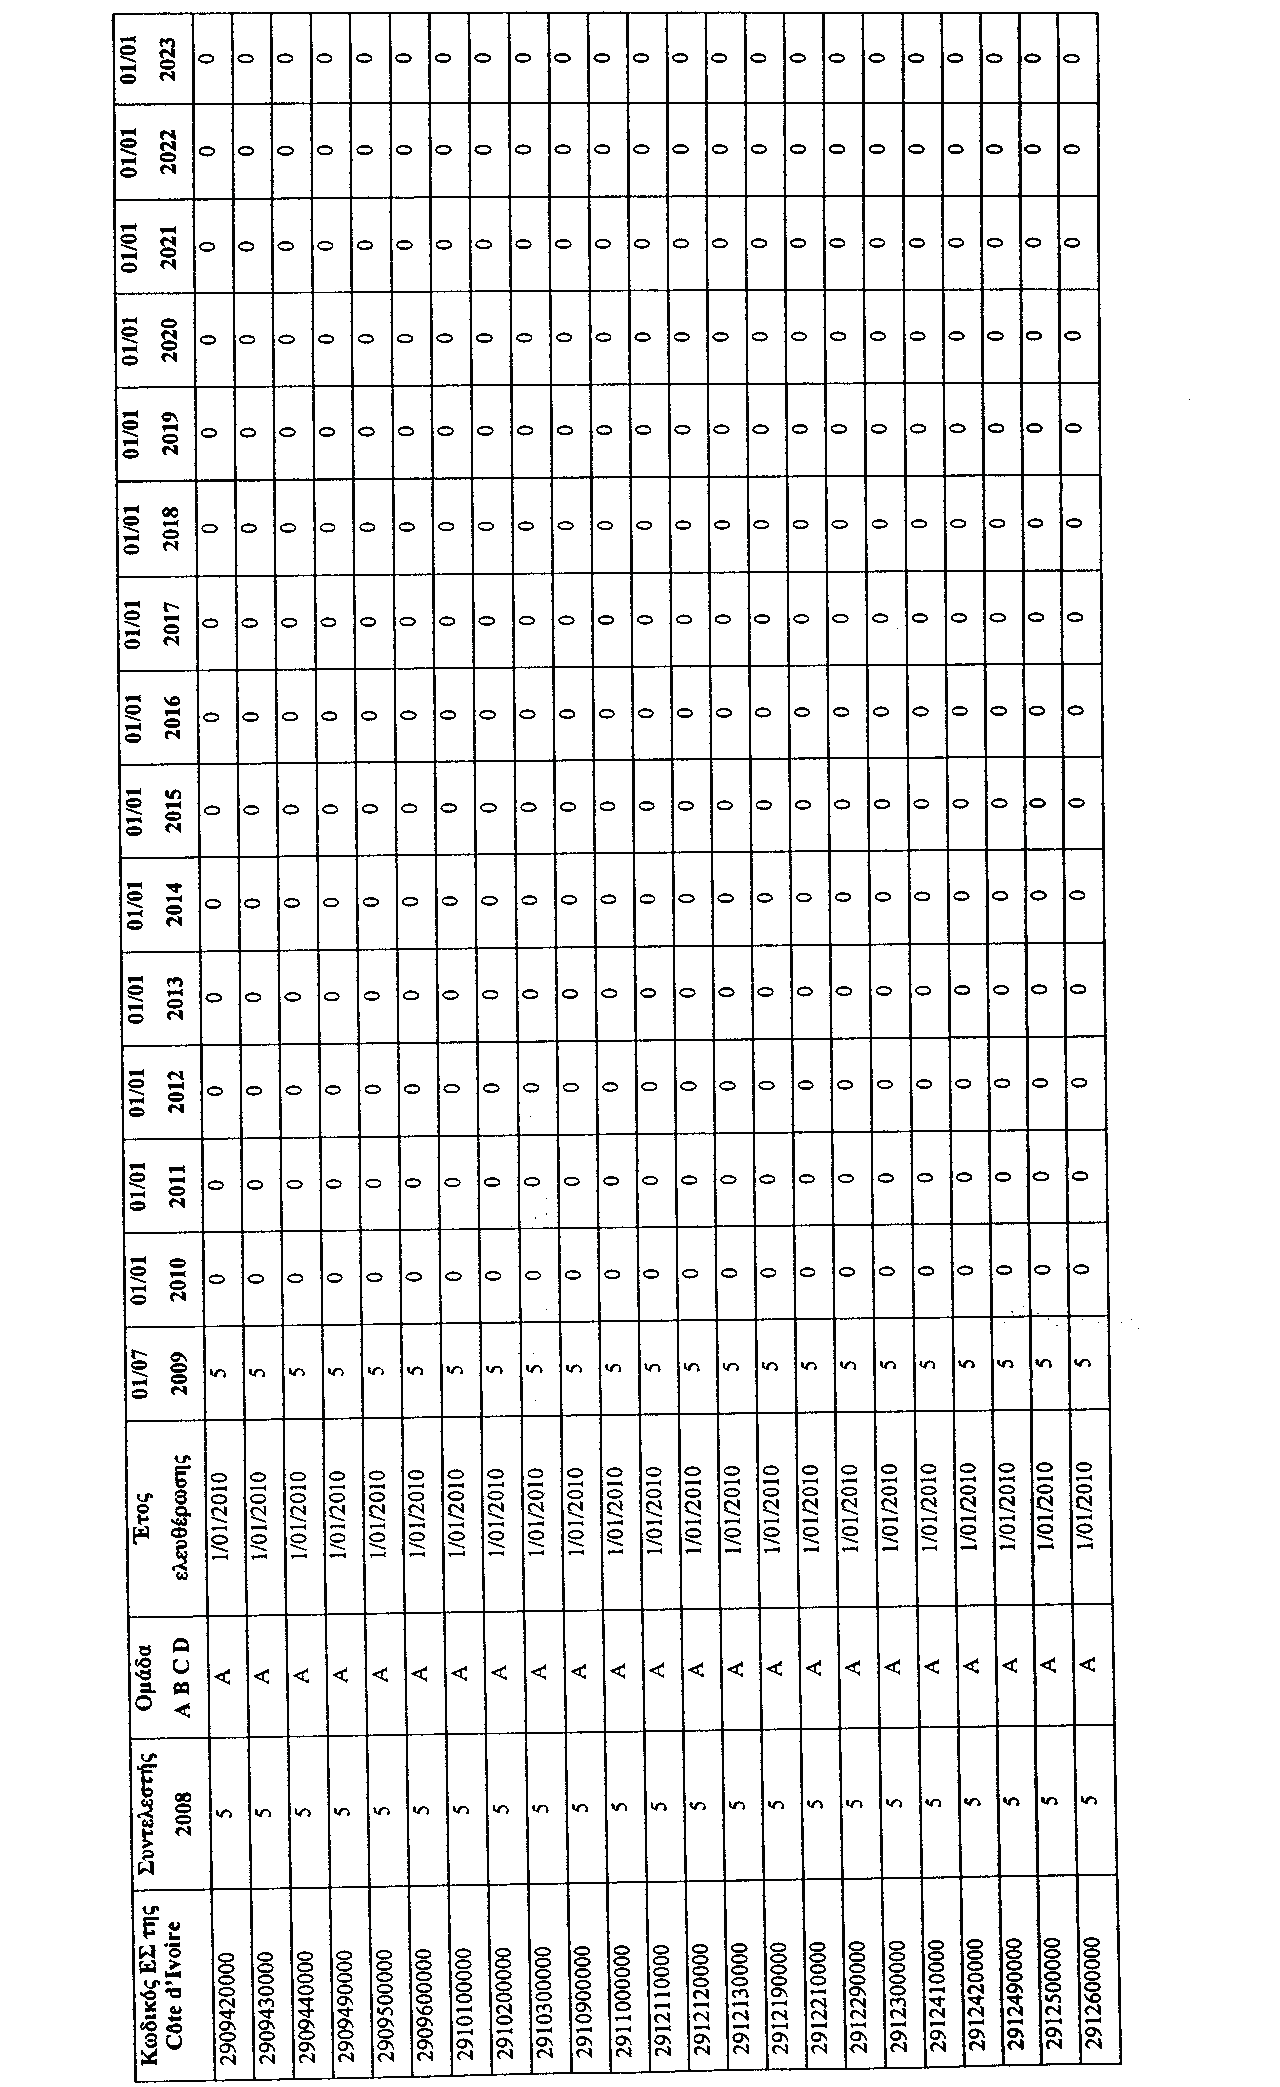 Κοδικός ΕΣ της Συντελεστής Ομάδα Έτος 01/07 01/01 01/01 01/01 01/01 01/01 01/01 01/01 01/01 01/01 01/01 01/01 01/01 01/01 01/01
Côte d'Ivoire 2008 A B C D ελευθέρωσης 2009 2010 2011 2012 2013 2014 2015 2016 2017 2018 2019 2020 2021 2022 2023
2909420000 5 A 1/01/2010 5 0 0 0 0 0 0 0 0 0 0 0 0 0 0
2909430000 5 A 1/01/2010 5 0 0 0 0 0 0 0 0 0 0 0 0 0 0
2909440000 5 A 1/01/2010 5 0 0 0 0 0 0 0 0 0 0 0 0 0 0
2909490000 5 A 1/01/2010 5 0 0 0 0 0 0 0 0 0 0 0 0 0 0
2909500000 5 A 1/01/2010 5 0 0 0 0 0 0 0 0 0 0 0 0 0 0
2909600000 5 A 1/01/2010 5 0 0 0 0 0 0 0 0 0 0 0 0 0 0
2910100000 5 A 1/01/2010 5 0 0 0 0 0 0 0 0 0 0 0 0 0 0
2910200000 5 A 1/01/2010 5 0 0 0 0 0 0 0 0 0 0 0 0 0 0
2910300000 5 A 1/01/2010 5 0 0 0 0 0 0 0 0 0 0 0 0 0 0
2910900000 5 A 1/01/2010 5 0 0 0 0 0 0 0 0 0 0 0 0 0 0
2911000000 5 A 1/01/2010 5 0 0 0 0 0 0 0 0 0 0 0 0 0 0
2912110000 5 A 1/01/2010 5 0 0 0 0 0 0 0 0 0 0 0 0 0 0
2912120000 5 A 1/01/2010 5 0 0 0 0 0 0 0 0 0 0 0 0 0 0
2912130000 5 A 1/01/2010 5 0 0 0 0 0 0 0 0 0 0 0 0 0 0
2912190000 5 A 1/01/2010 5 0 0 0 0 0 0 0 0 0 0 0 0 0 0
2912210000 5 A 1/01/2010 5 0 0 0 0 0 0 0 0 0 0 0 0 0 0
2912290000 5 A 1/01/2010 5 0 0 0 0 0 0 0 0 0 0 0 0 0 0
2912300000 5 A 1/01/2010 5 0 0 0 0 0 0 0 0 0 0 0 0 0 0
2912410000 5 A 1/01/2010 5 0 0 0 0 0 0 0 0 0 0 0 0 0 0
2912420000 5 A 1/01/2010 5 0 0 0 0 0 0 0 0 0 0 0 0 0 0
2912490000 5 A 1/01/2010 5 0 0 0 0 0 0 0 0 0 0 0 0 0 0
2912500000 5 A 1/01/2010 5 0 0 0 0 0 0 0 0 0 0 0 0 0 0
2912600000 5 A 1/01/2010 5 0 0 0 0 0 0 0 0 0 0 0 0 0 0